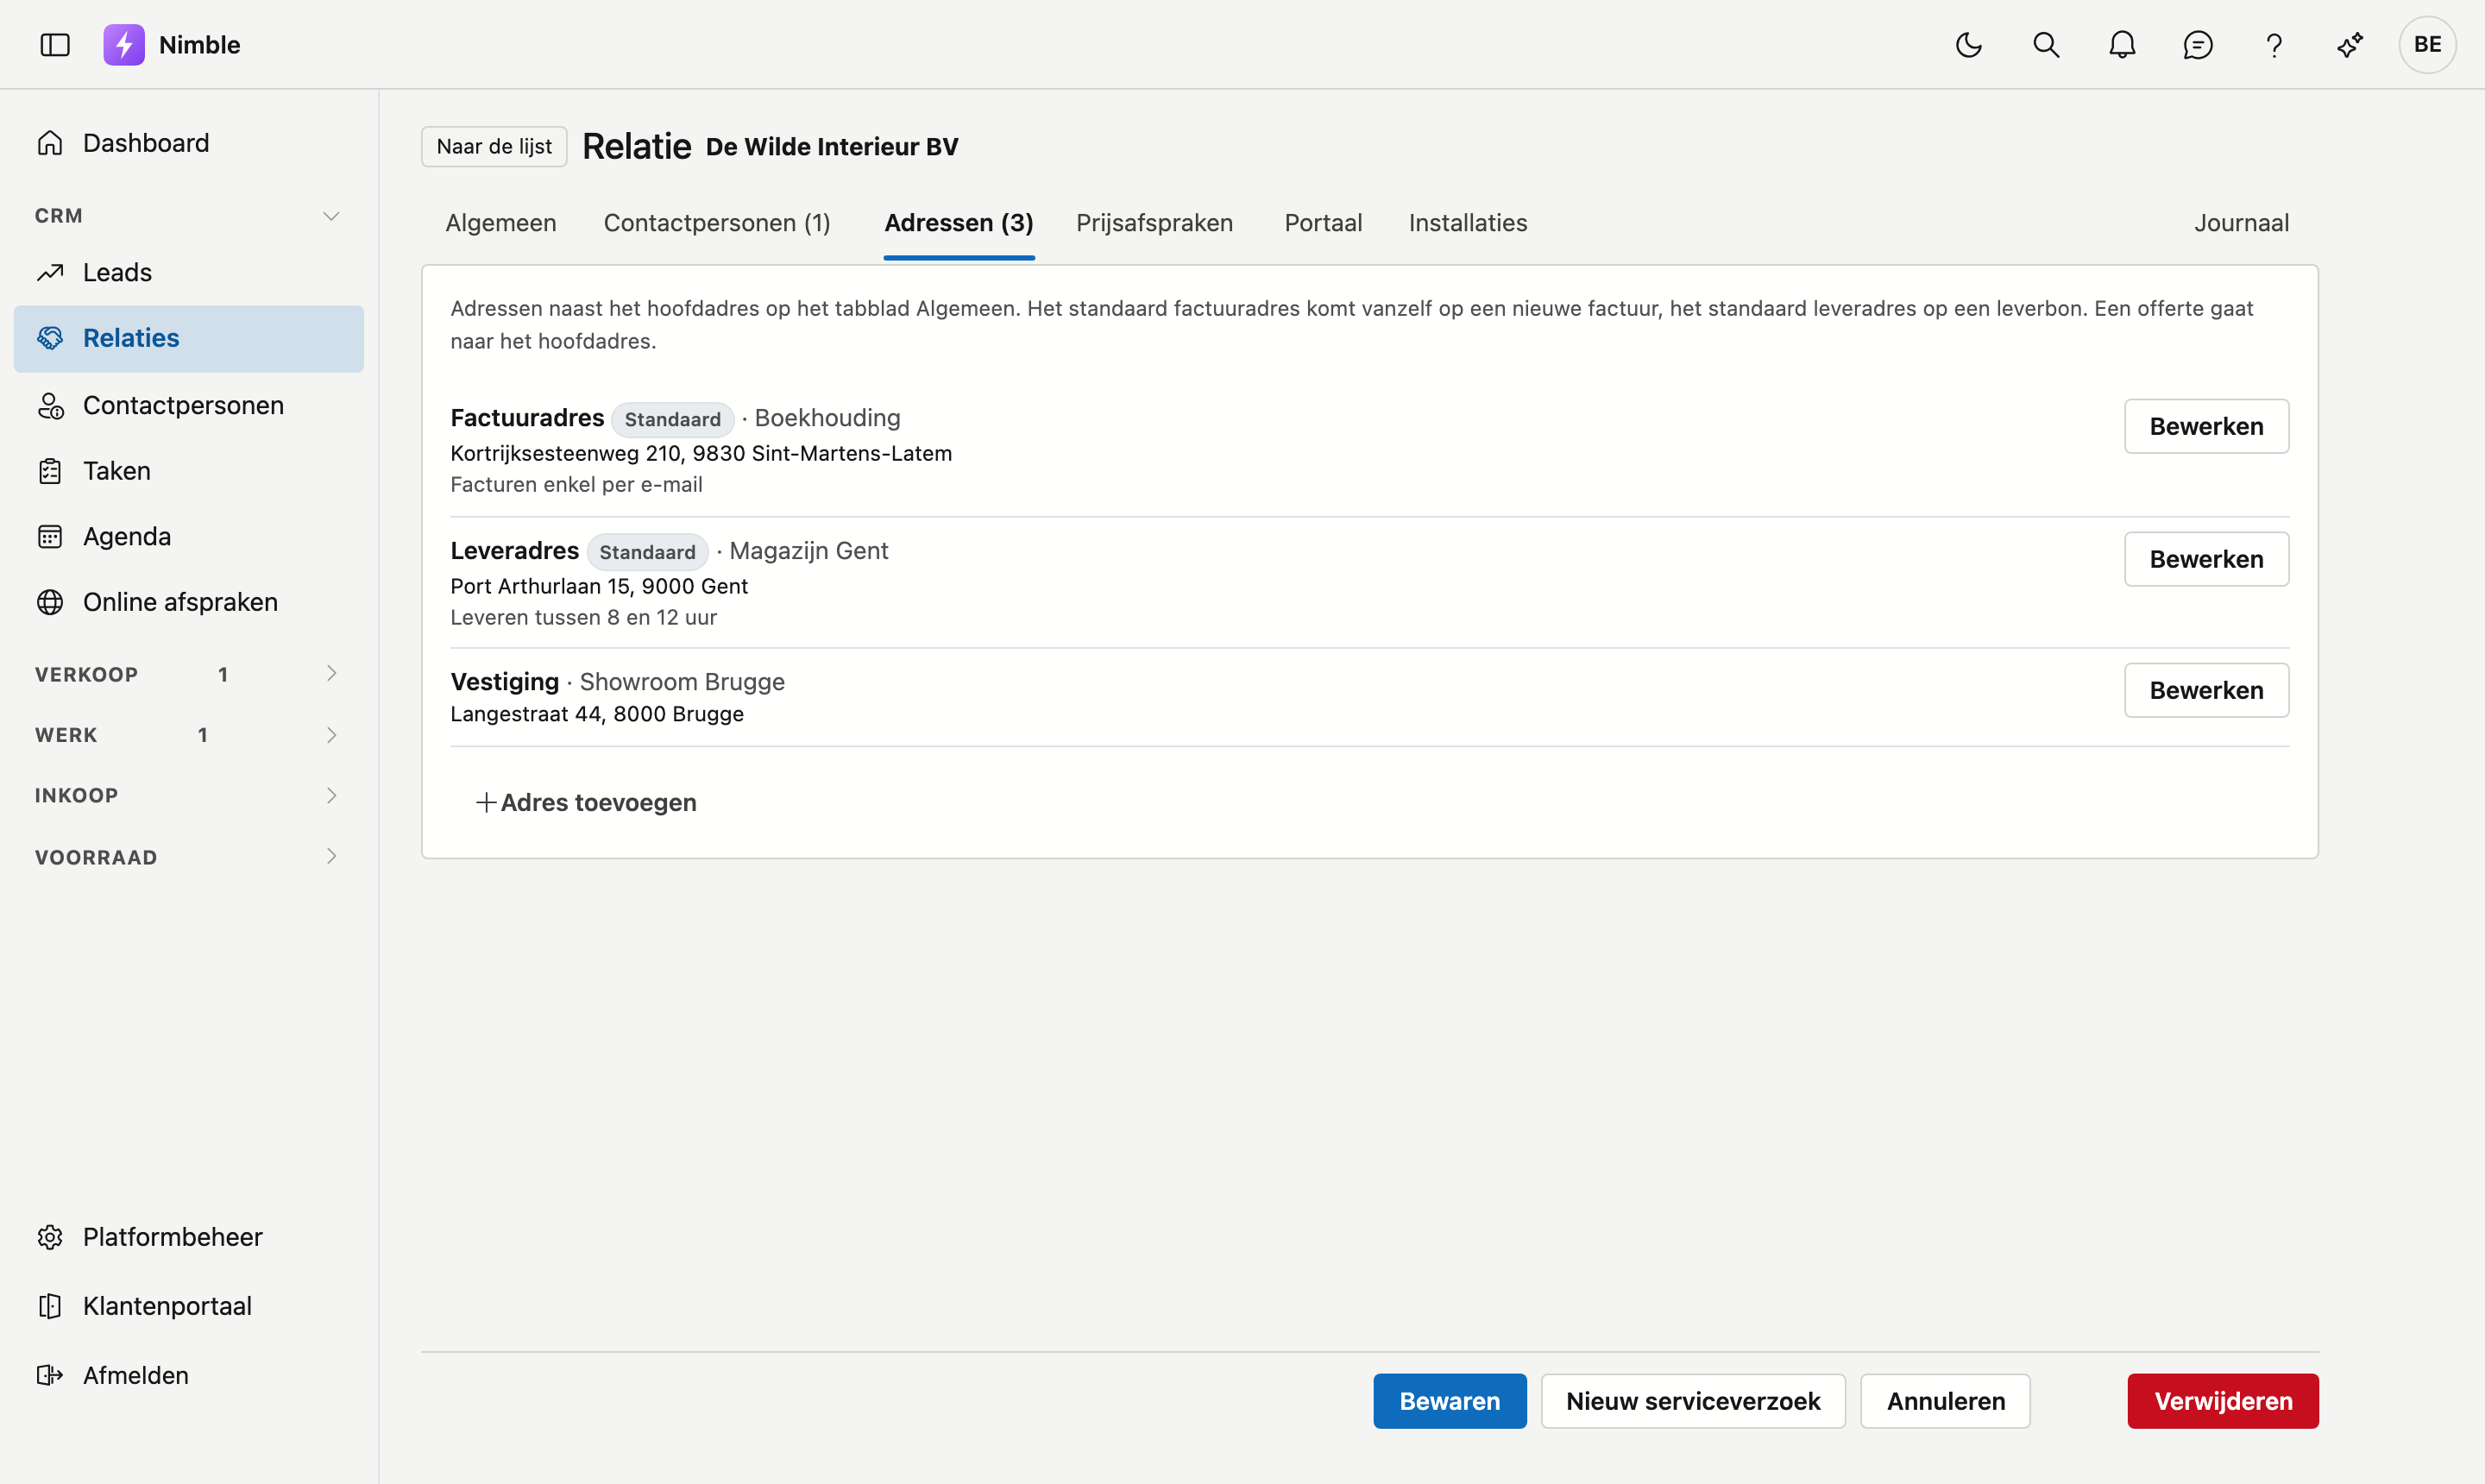 Nimble
BE
Dashboard
CRM
Leads
Relaties
Contactpersonen
Taken
Agenda
Online afspraken
VERKOOP 1
WERK 1
INKOOP
VOORRAAD
Platformbeheer
Klantenportaal
Afmelden
Naar de lijst Relatie De Wilde Interieur BV
Algemeen Contactpersonen (1) Adressen (3) Prijsafspraken Portaal Installaties Journaal
Adressen naast het hoofdadres op het tabblad Algemeen. Het standaard factuuradres komt vanzelf op een nieuwe factuur, het standaard leveradres op een leverbon. Een offerte gaat
naar het hoofdadres.
Factuuradres Standaard · Boekhouding Bewerken
Kortrijksesteenweg 210, 9830 Sint-Martens-Latem
Facturen enkel per e-mail
Leveradres Standaard · Magazijn Gent Bewerken
Port Arthurlaan 15, 9000 Gent
Leveren tussen 8 en 12 uur
Vestiging · Showroom Brugge Bewerken
Langestraat 44, 8000 Brugge
Adres toevoegen
Bewaren Nieuw serviceverzoek Annuleren Verwijderen